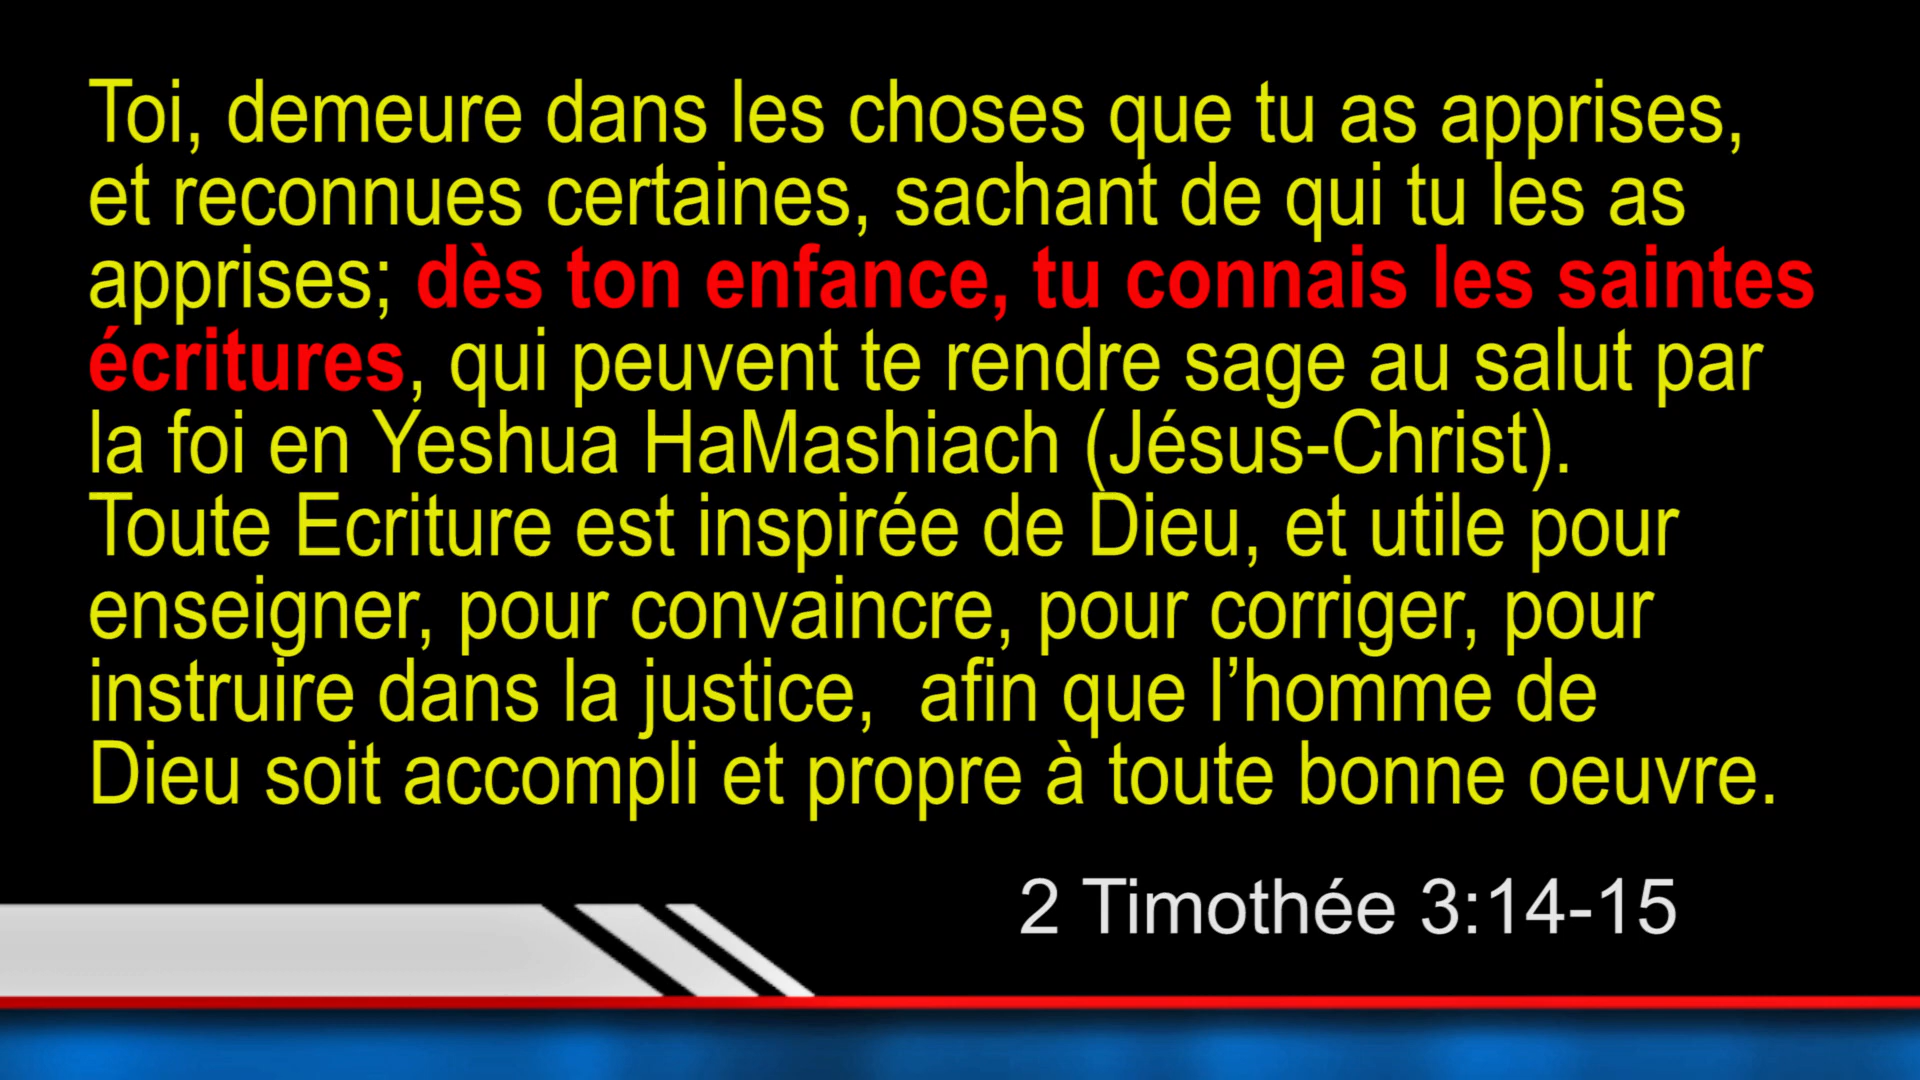 Toi, demeure dans les choses que tu as apprises,
et reconnues certaines, sachant de qui tu les as
apprises; dès ton enfance, tu connais les saintes
écritures, qui peuvent te rendre sage au salut par
la foi en Yeshua HaMashiach (Jésus-Christ).
Toute Ecriture est inspirée de Dieu, et utile pour
enseigner, pour convaincre, pour corriger, pour
instruire dans la justice,  afin que l’homme de
Dieu soit accompli et propre à toute bonne oeuvre.
2 Timothée 3:14-15